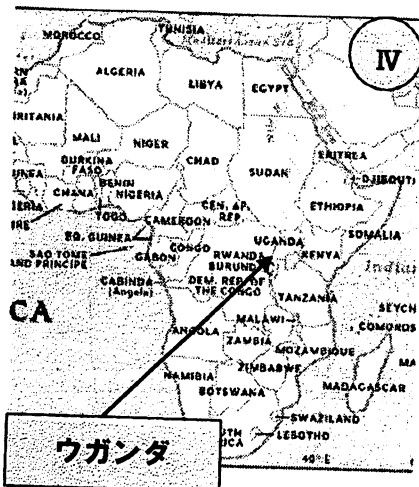 TUNISIA
MOROCCO
Mediterranean Sea
IV
ALGERIA
LIBYA
EGYPT
RITANIA
MALI
NIGER
CHAD
SUDAN
ERITREA
DJIBOUTI
BURKINA
FASO
BENIN
NIGERIA
GHANA
TOGO
CAMEROON
CEN. AF.
REP.
ETHIOPIA
SOMALIA
EQ. GUINEA
SAO TOME
AND PRINCIPE
GABON
CONGO
UGANDA
KENYA
RWANDA
BURUNDI
India
CABINDA
(Angola)
DEM. REP OF
THE CONGO
TANZANIA
SEYCH
COMOROS
CA
MALAWI
ANGOLA
ZAMBIA
MOZAMBIQUE
ZIMBABWE
MADAGASCAR
NAMIBIA
BOTSWANA
SWAZILAND
LESOTHO
40° E
ウガンダ